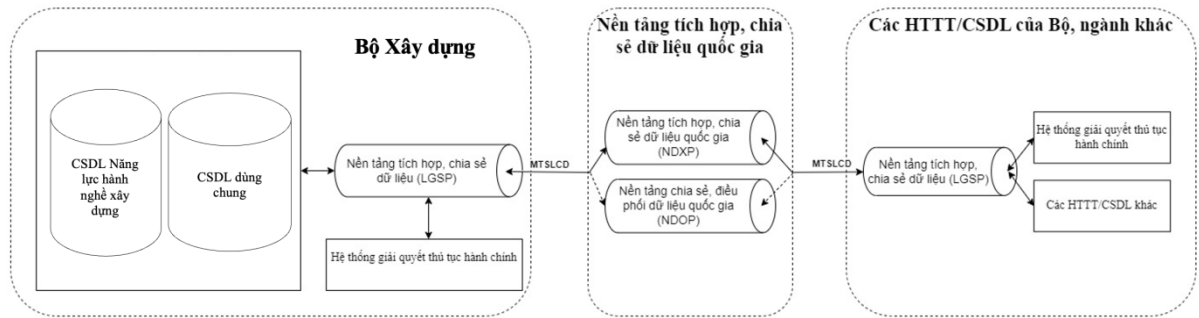 Bộ Xây dựng
CSDL Năng
lực hành
nghề xây
dựng
CSDL dùng
chung
Nền tảng tích hợp, chia sẻ
dữ liệu (LGSP)
Hệ thống giải quyết thủ tục hành chính
MTSLCD
Nền tảng tích hợp, chia
sẻ dữ liệu quốc gia
Nền tảng tích hợp, chia
sẻ dữ liệu quốc gia
(NDXP)
Nền tảng chia sẻ, điều
phối dữ liệu quốc gia
(NDOP)
MTSLCD
Các HTTT/CSDL của Bộ, ngành khác
Nền tảng tích hợp,
chia sẻ dữ liệu (LGSP)
Hệ thống giải quyết thủ tục
hành chính
Các HTTT/CSDL khác